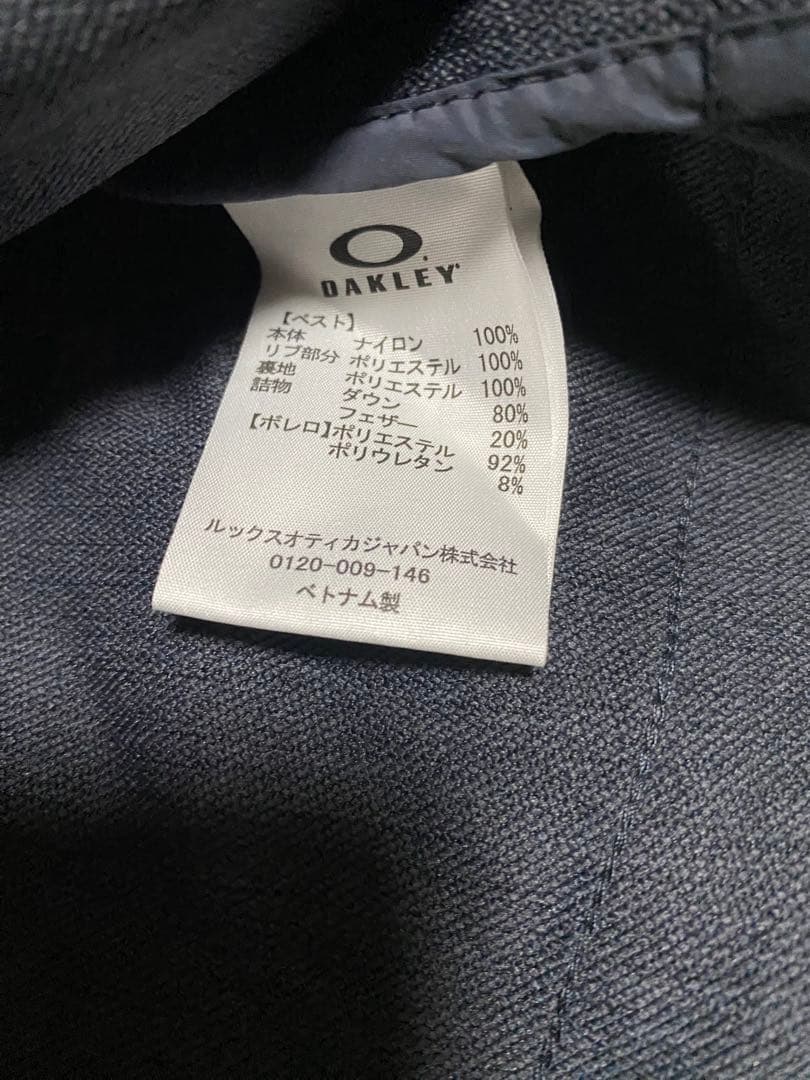 OAKLEY
【ベスト】
本体 ナイロン 100%
リブ部分 ポリエステル 100%
裏地 ポリエステル 100%
詰物 ダウン 80%
フェザー 20%
【ボレロ】ポリエステル 92%
ポリウレタン 8%
ルックスオティカジャパン株式会社
0120-009-146
ベトナム製